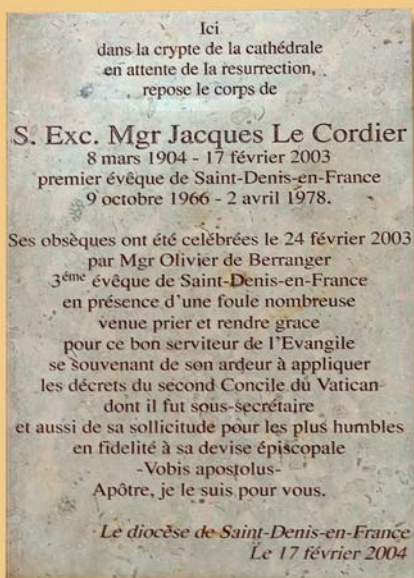 Ici
dans la crypte de la cathédrale
en attente de la resurrection,
repose le corps de
S. Exc. Mgr Jacques Le Cordier
8 mars 1904 - 17 février 2003
premier évêque de Saint-Denis-en-France
9 octobre 1966 - 2 avril 1978.
Ses obsèques ont été celébrées le 24 février 2003
par Mgr Olivier de Berranger
3éme évêque de Saint-Denis-en-France
en présence d'une foule nombreuse
venue prier et rendre grace
pour ce bon serviteur de l'Evangile
se souvenant de son ardeur à appliquer
les décrets du second Concile du Vatican
dont il fut sous-secrétaire
et aussi de sa sollicitude pour les plus humbles
en fidelité à sa devise épiscopale
-Vobis apostolus-
Apôtre, je le suis pour vous.
Le diocèse de Saint-Denis-en-France
Le 17 février 2004